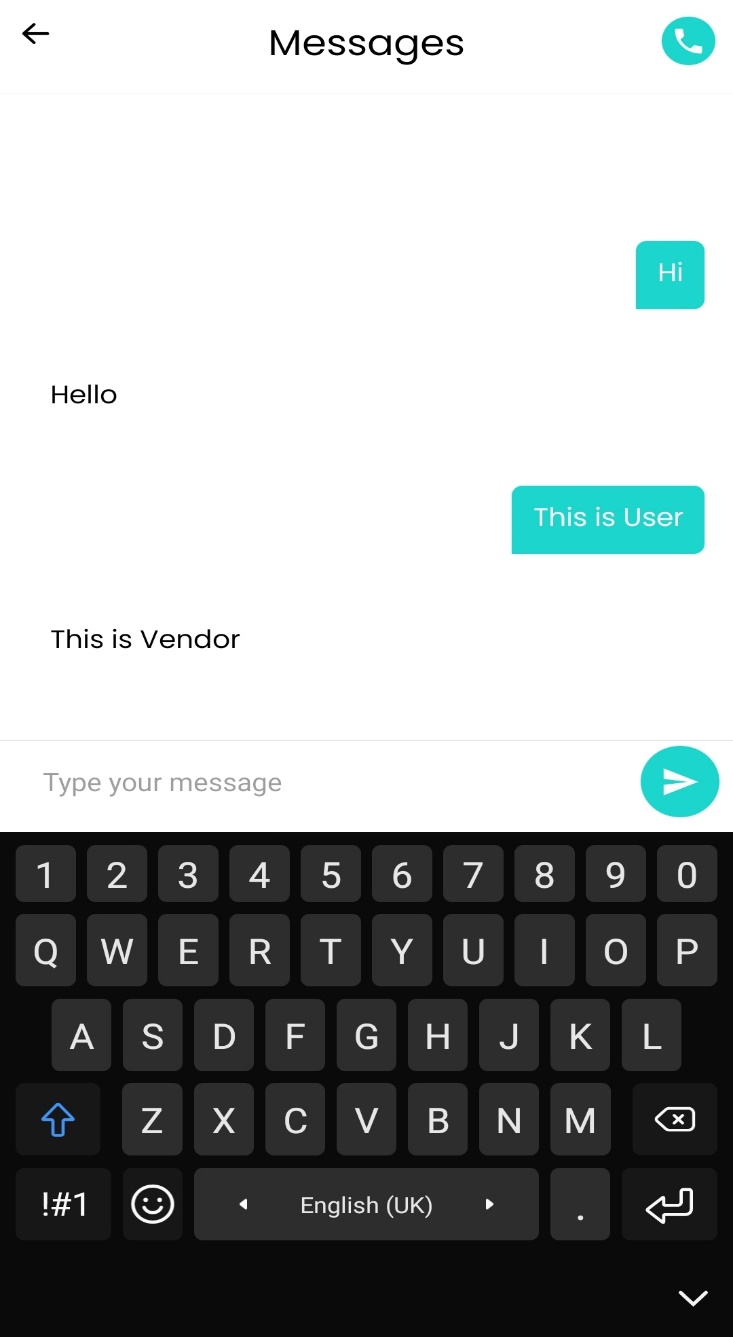 Messages
Hi
Hello
This is User
This is Vendor
Type your message
1 2 3 4 5 6 7 8 9 0
Q W E R T Y U I O P
A S D F G H J K L
Z X C V B N M
!#1 English (UK) .